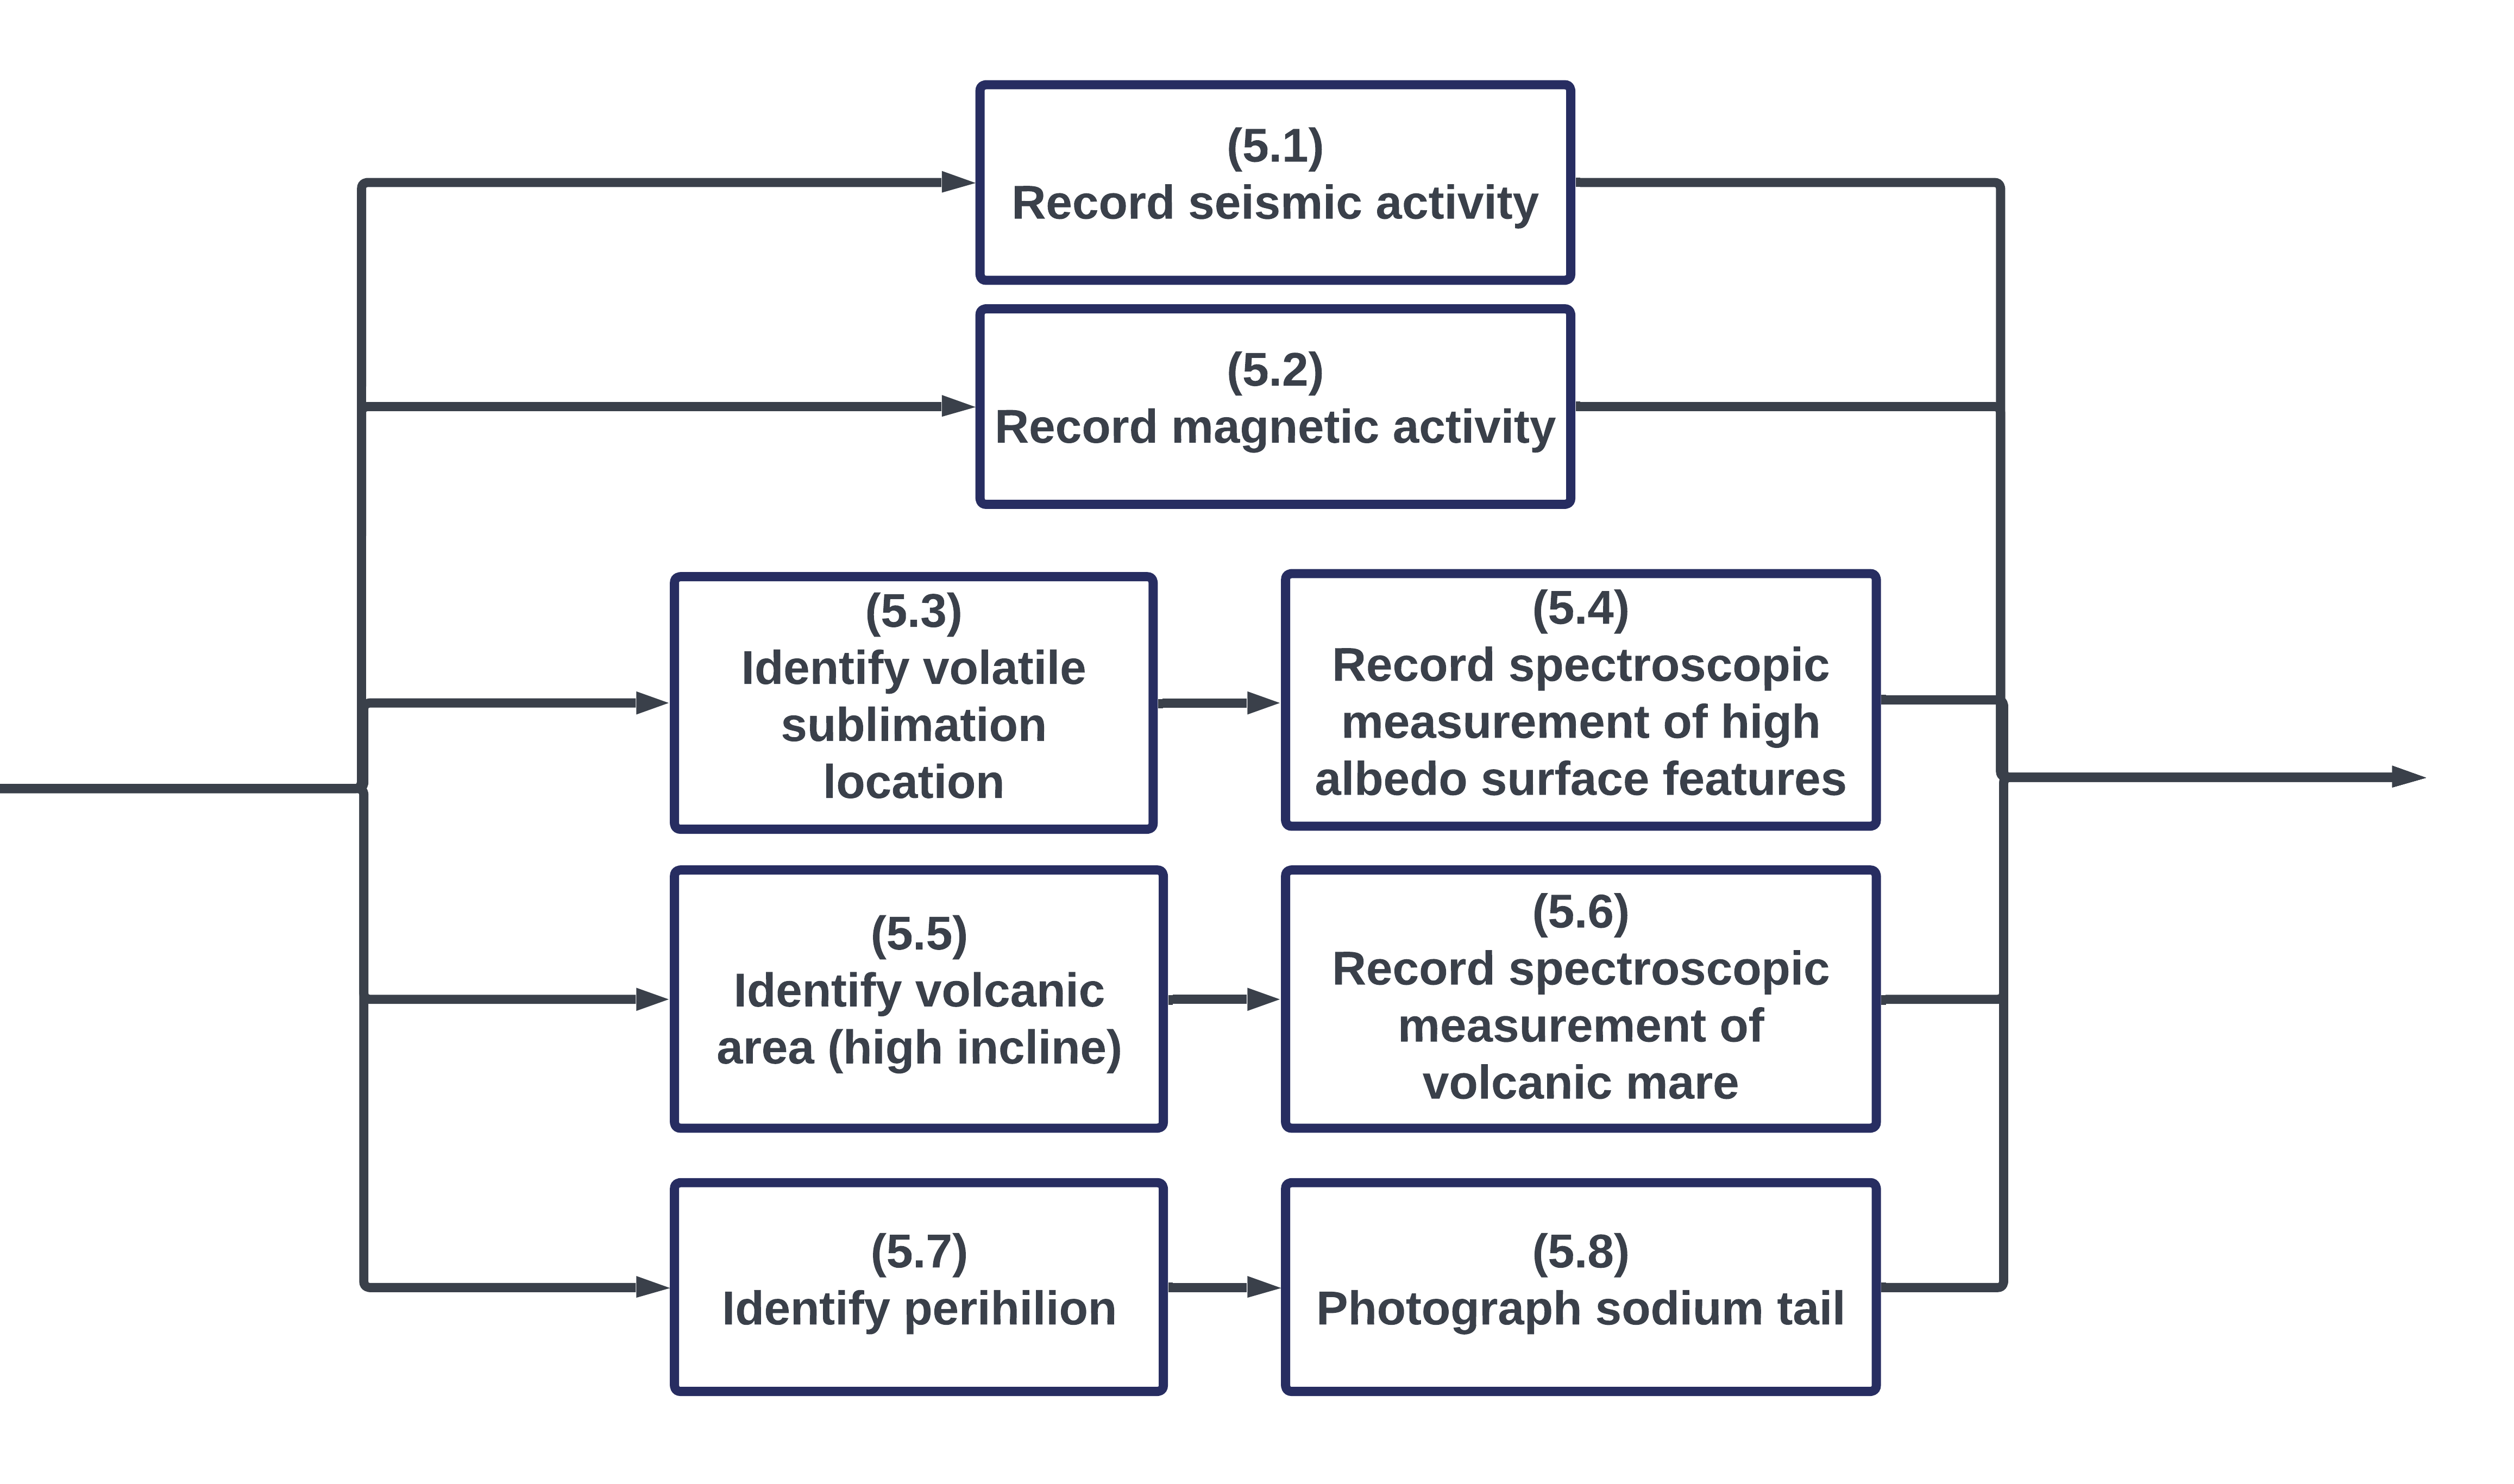 (5.1)
Record seismic activity
(5.2)
Record magnetic activity
(5.3)
Identify volatile
sublimation
location
(5.4)
Record spectroscopic
measurement of high
albedo surface features
(5.5)
Identify volcanic
area (high incline)
(5.6)
Record spectroscopic
measurement of
volcanic mare
(5.7)
Identify perihilion
(5.8)
Photograph sodium tail